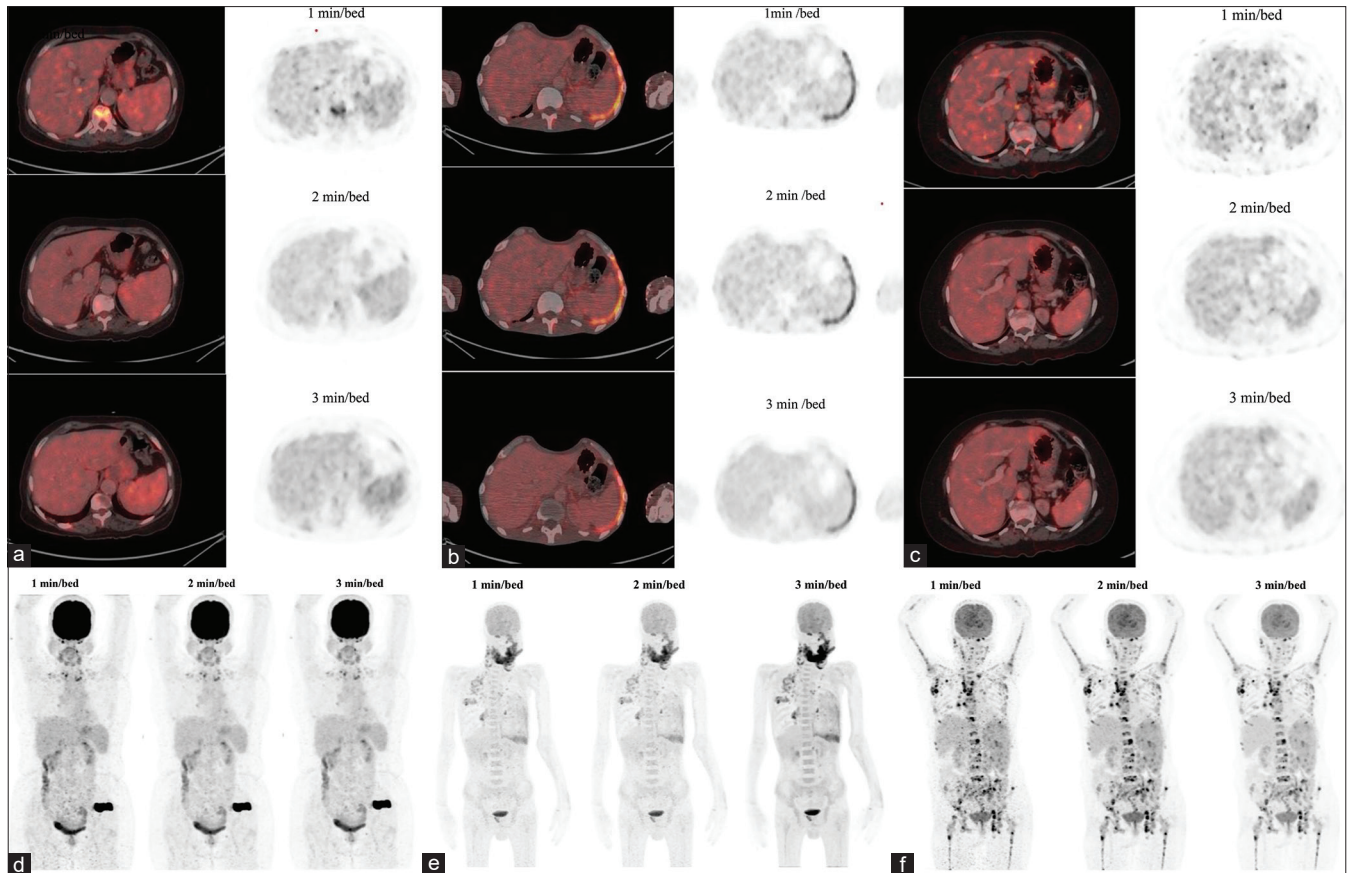 1 min/bed
1min /bed
1 min/bed
min/bed
2 min/bed
2 min /bed
2 min/bed
3 min/bed
3 min /bed
3 min/bed
a
b
c
1 min/bed 2 min/bed 3 min/bed
1 min/bed 2 min/bed 3 min/bed
1 min/bed 2 min/bed 3 min/bed
d
e
f